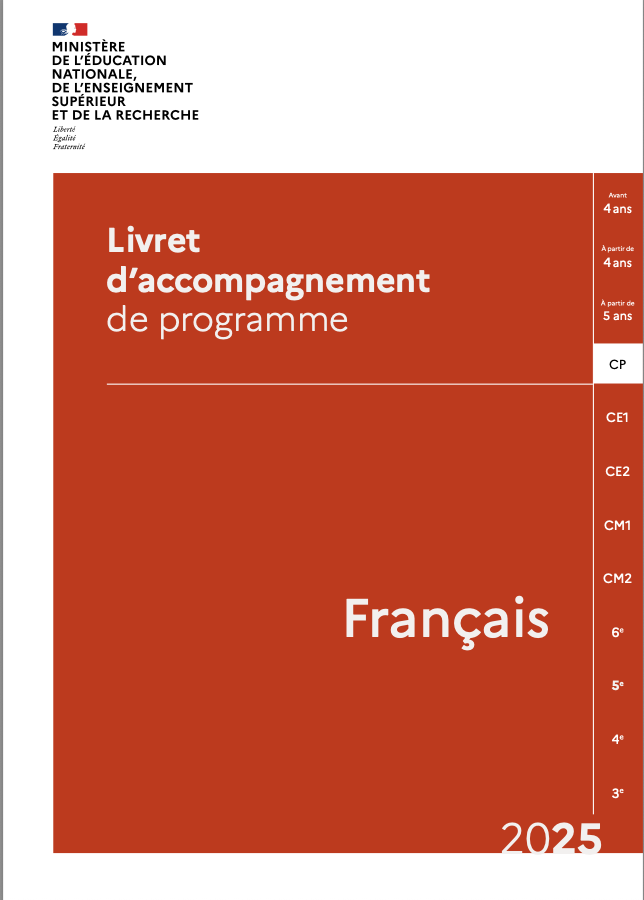 MINISTÈRE
DE L'ÉDUCATION
NATIONALE,
DE L'ENSEIGNEMENT
SUPÉRIEUR
ET DE LA RECHERCHE
Liberté
Égalité
Fraternité
Livret
d'accompagnement
de programme
Avant
4 ans
À partir de
4 ans
À partir de
5 ans
CP
CE1
CE2
CM1
CM2
6e
5e
4e
3e
Français
2025